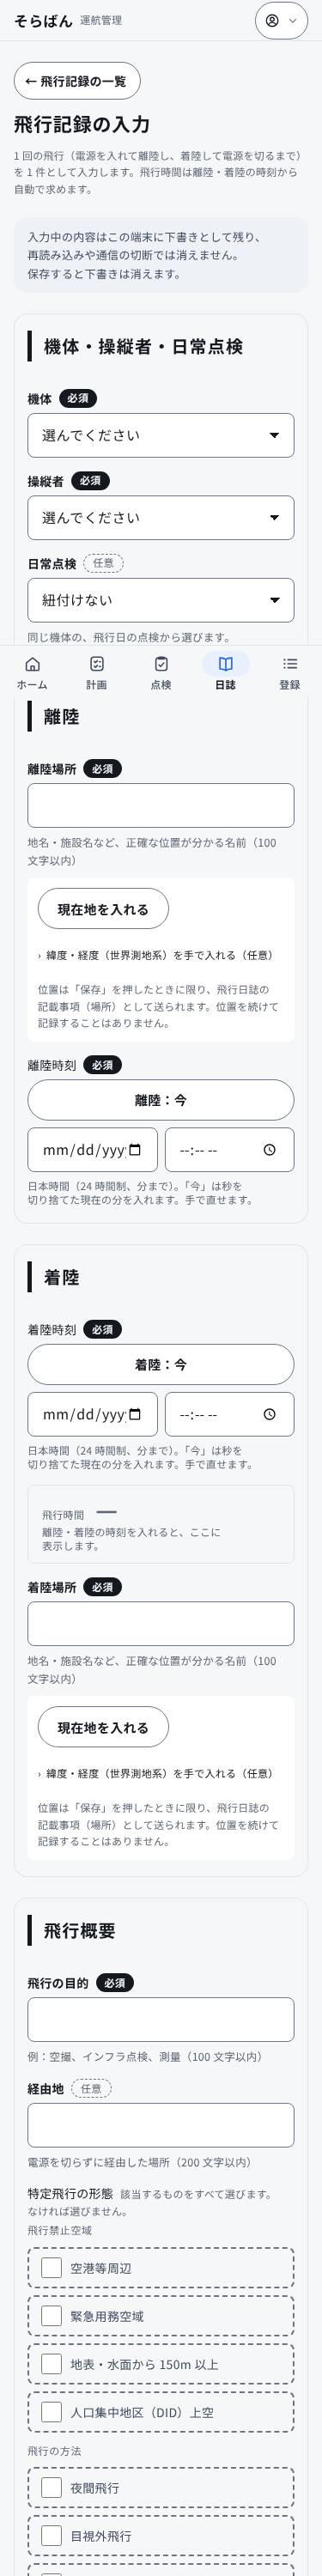 そらばん 運航管理
← 飛行記録の一覧
飛行記録の入力
1 回の飛行（電源を入れて離陸し、着陸して電源を切るまで）
を 1 件として入力します。飛行時間は離陸・着陸の時刻から
自動で求めます。
入力中の内容はこの端末に下書きとして残り、
再読み込みや通信の切断では消えません。
保存すると下書きは消えます。
機体・操縦者・日常点検
機体 必須
選んでください
操縦者 必須
選んでください
日常点検 任意
紐付けない
同じ機体の、飛行日の点検から選びます。
ホーム 計画 点検 日誌 登録
離陸
離陸場所 必須
地名・施設名など、正確な位置が分かる名前（100
文字以内）
現在地を入れる
› 緯度・経度（世界測地系）を手で入れる（任意）
位置は「保存」を押したときに限り、飛行日誌の
記載事項（場所）として送られます。位置を続けて
記録することはありません。
離陸時刻 必須
離陸：今
mm/dd/yyyy --:-- --
日本時間（24 時間制、分まで）。「今」は秒を
切り捨てた現在の分を入れます。手で直せます。
着陸
着陸時刻 必須
着陸：今
mm/dd/yyyy --:-- --
日本時間（24 時間制、分まで）。「今」は秒を
切り捨てた現在の分を入れます。手で直せます。
飛行時間 —
離陸・着陸の時刻を入れると、ここに
表示します。
着陸場所 必須
地名・施設名など、正確な位置が分かる名前（100
文字以内）
現在地を入れる
› 緯度・経度（世界測地系）を手で入れる（任意）
位置は「保存」を押したときに限り、飛行日誌の
記載事項（場所）として送られます。位置を続けて
記録することはありません。
飛行概要
飛行の目的 必須
例：空撮、インフラ点検、測量（100 文字以内）
経由地 任意
電源を切らずに経由した場所（200 文字以内）
特定飛行の形態 該当するものをすべて選びます。
なければ選びません。
飛行禁止空域
空港等周辺
緊急用務空域
地表・水面から 150m 以上
人口集中地区（DID）上空
飛行の方法
夜間飛行
目視外飛行